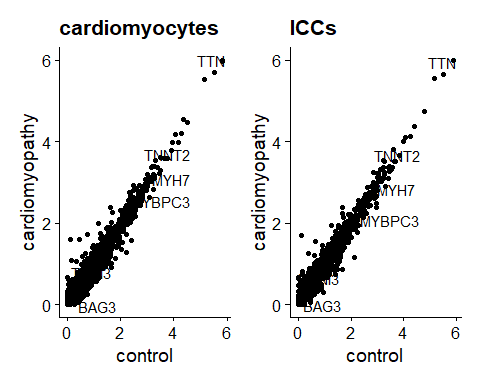 cardiomyocytes
ICCs
6
4
2
0
cardiomyopathy
TTN
TNNT2
MYH7
MYBPC3
BAG3
0 2 4 6
control
6
4
2
0
cardiomyopathy
TTN
TNNT2
MYH7
MYBPC3
BAG3
0 2 4 6
control